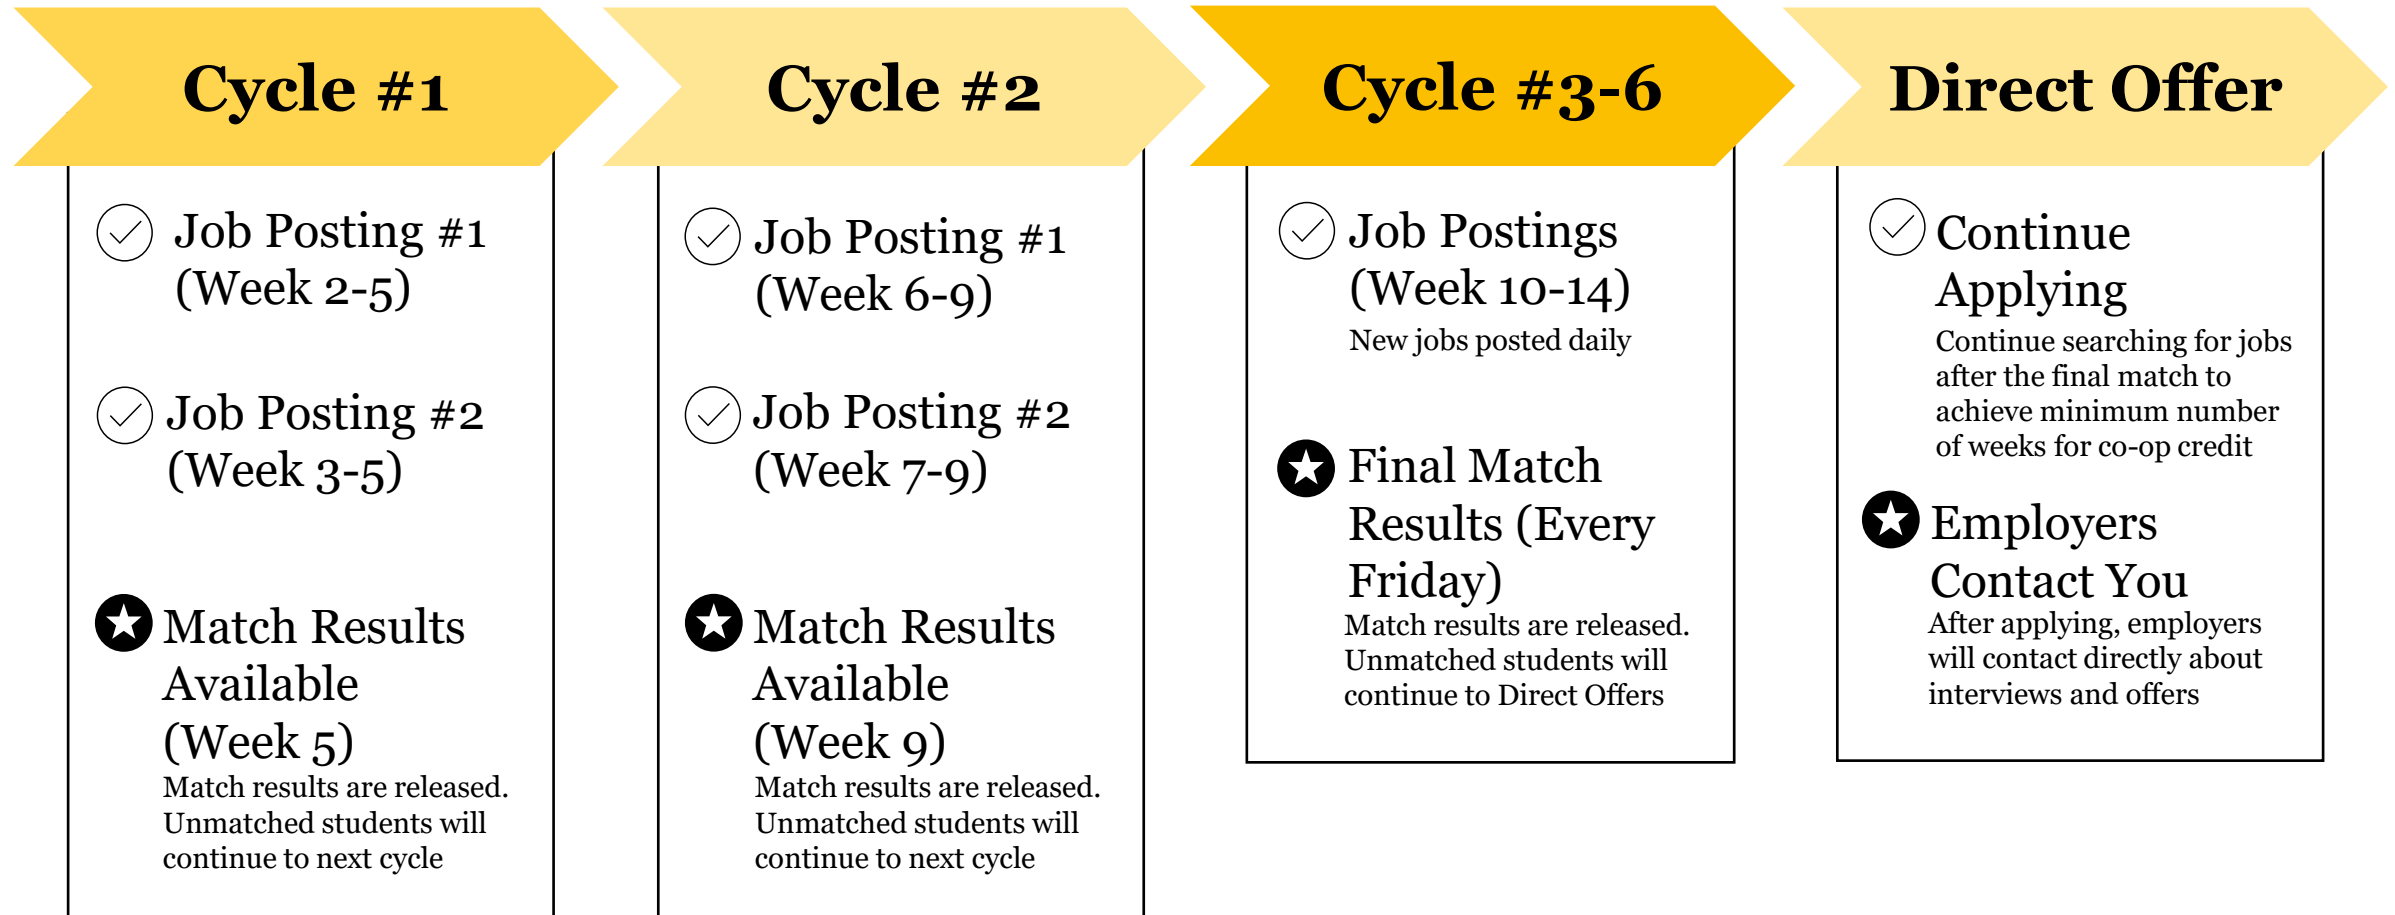 Cycle #1
Job Posting #1
(Week 2-5)
Job Posting #2
(Week 3-5)
Match Results
Available
(Week 5)
Match results are released.
Unmatched students will
continue to next cycle
Cycle #2
Job Posting #1
(Week 6-9)
Job Posting #2
(Week 7-9)
Match Results
Available
(Week 9)
Match results are released.
Unmatched students will
continue to next cycle
Cycle #3-6
Job Postings
(Week 10-14)
New jobs posted daily
Final Match
Results (Every
Friday)
Match results are released.
Unmatched students will
continue to Direct Offers
Direct Offer
Continue
Applying
Continue searching for jobs
after the final match to
achieve minimum number
of weeks for co-op credit
Employers
Contact You
After applying, employers
will contact directly about
interviews and offers